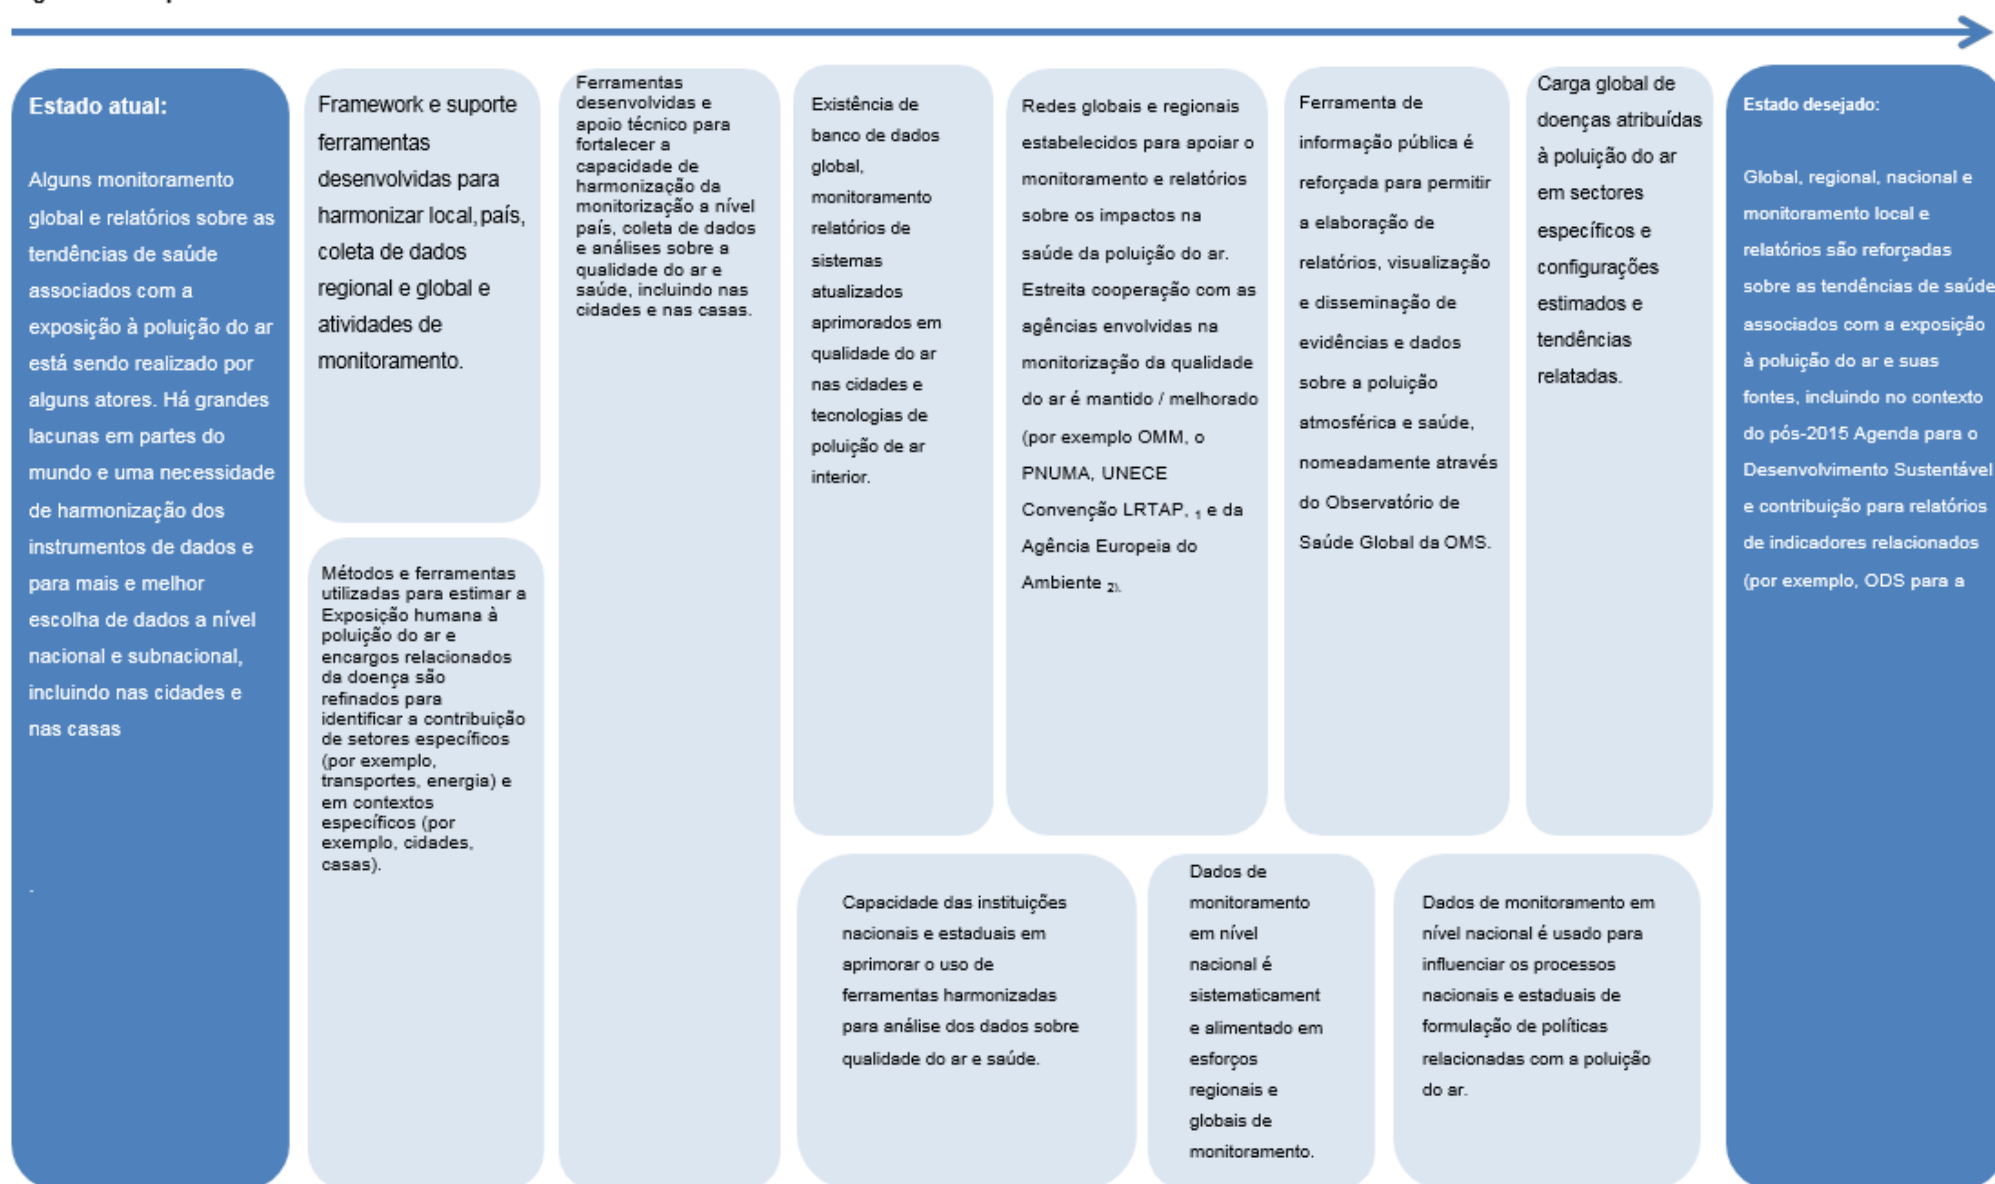 Estado atual:
Alguns monitoramento
global e relatórios sobre as
tendências de saúde
associados com a
exposição à poluição do ar
está sendo realizado por
alguns atores. Há grandes
lacunas em partes do
mundo e uma necessidade
de harmonização dos
instrumentos de dados e
para mais e melhor
escolha de dados a nível
nacional e subnacional,
incluindo nas cidades e
nas casas
.
Framework e suporte
ferramentas
desenvolvidas para
harmonizar local, país,
coleta de dados
regional e global e
atividades de
monitoramento.
Métodos e ferramentas
utilizadas para estimar a
Exposição humana à
poluição do ar e
encargos relacionados
da doença são
refinados para
identificar a contribuição
de setores específicos
(por exemplo,
transportes, energia) e
em contextos
específicos (por
exemplo, cidades,
casas).
Ferramentas
desenvolvidas e
apoio técnico para
fortalecer a
capacidade de
harmonização da
monitorização a nível
país, coleta de dados
e análises sobre a
qualidade do ar e
saúde, incluindo nas
cidades e nas casas.
Existência de
banco de dados
global,
monitoramento
relatórios de
sistemas
atualizados
aprimorados em
qualidade do ar
nas cidades e
tecnologias de
poluição de ar
interior.
Redes globais e regionais
estabelecidos para apoiar o
monitoramento e relatórios
sobre os impactos na
saúde da poluição do ar.
Estreita cooperação com as
agências envolvidas na
monitorização da qualidade
do ar é mantido / melhorado
(por exemplo OMM, o
PNUMA, UNECE
Convenção LRTAP, 1 e da
Agência Europeia do
Ambiente 2).
Ferramenta de
informação pública é
reforçada para permitir
a elaboração de
relatórios, visualização
e disseminação de
evidências e dados
sobre a poluição
atmosférica e saúde,
nomeadamente através
do Observatório de
Saúde Global da OMS.
Carga global de
doenças atribuídas
à poluição do ar
em sectores
específicos e
configurações
estimados e
tendências
relatadas.
Capacidade das instituições
nacionais e estaduais em
aprimorar o uso de
ferramentas harmonizadas
para análise dos dados sobre
qualidade do ar e saúde.
Dados de
monitoramento
em nível
nacional é
sistematicament
e alimentado em
esforços
regionais e
globais de
monitoramento.
Dados de monitoramento em
nível nacional é usado para
influenciar os processos
nacionais e estaduais de
formulação de políticas
relacionadas com a poluição
do ar.
Estado desejado:
Global, regional, nacional e
monitoramento local e
relatórios são reforçadas
sobre as tendências de saúde
associados com a exposição
à poluição do ar e suas
fontes, incluindo no contexto
do pós-2015 Agenda para o
Desenvolvimento Sustentável
e contribuição para relatórios
de indicadores relacionados
(por exemplo, ODS para a